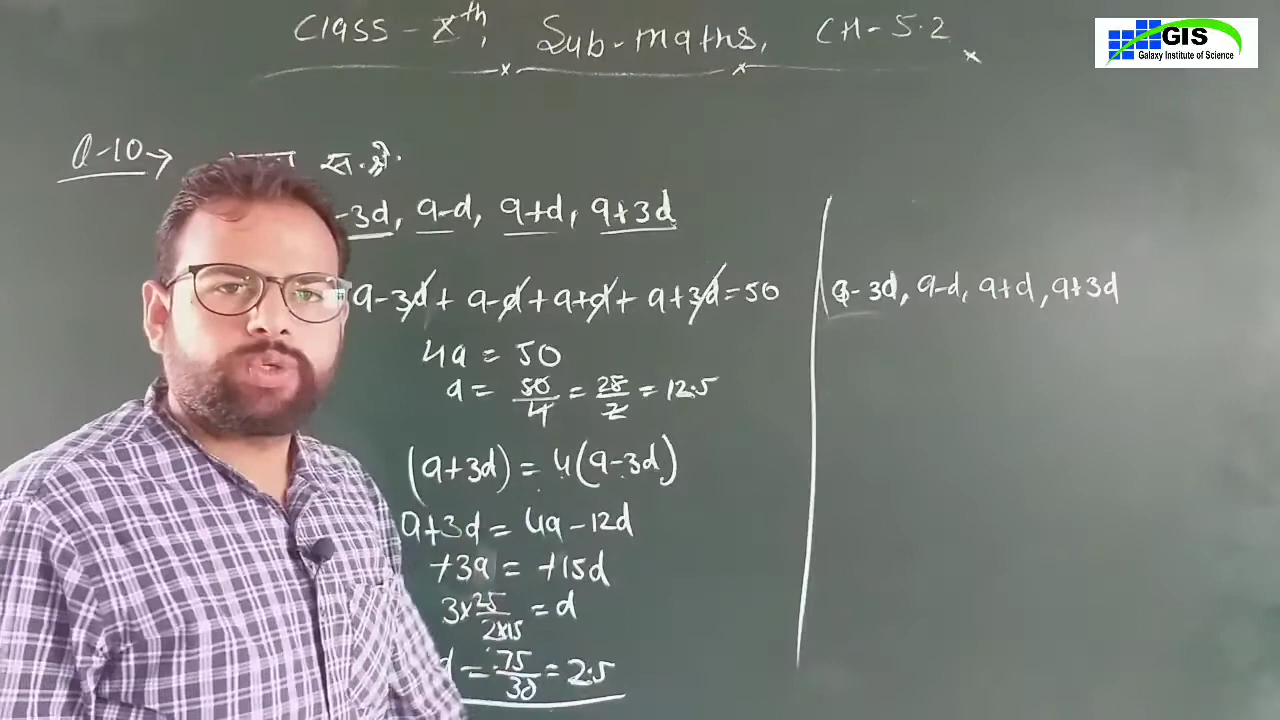 Class-Xth, Sub-maths, CH-5.2
GIS
Galaxy Institute of Science
Q-10→ स.श्रे.
-3d, a-d, a+d, a+3d
a-3d+ a-d+a+d+ a+3d=50
4a = 50
a = 50/4 = 25/2 = 12.5
(a+3d) = 4(a-3d)
a+3d = 4a-12d
+3a = +15d
3×25/2×15 = d
d = 75/30 = 2.5
a-3d, a-d, a+d, a+3d